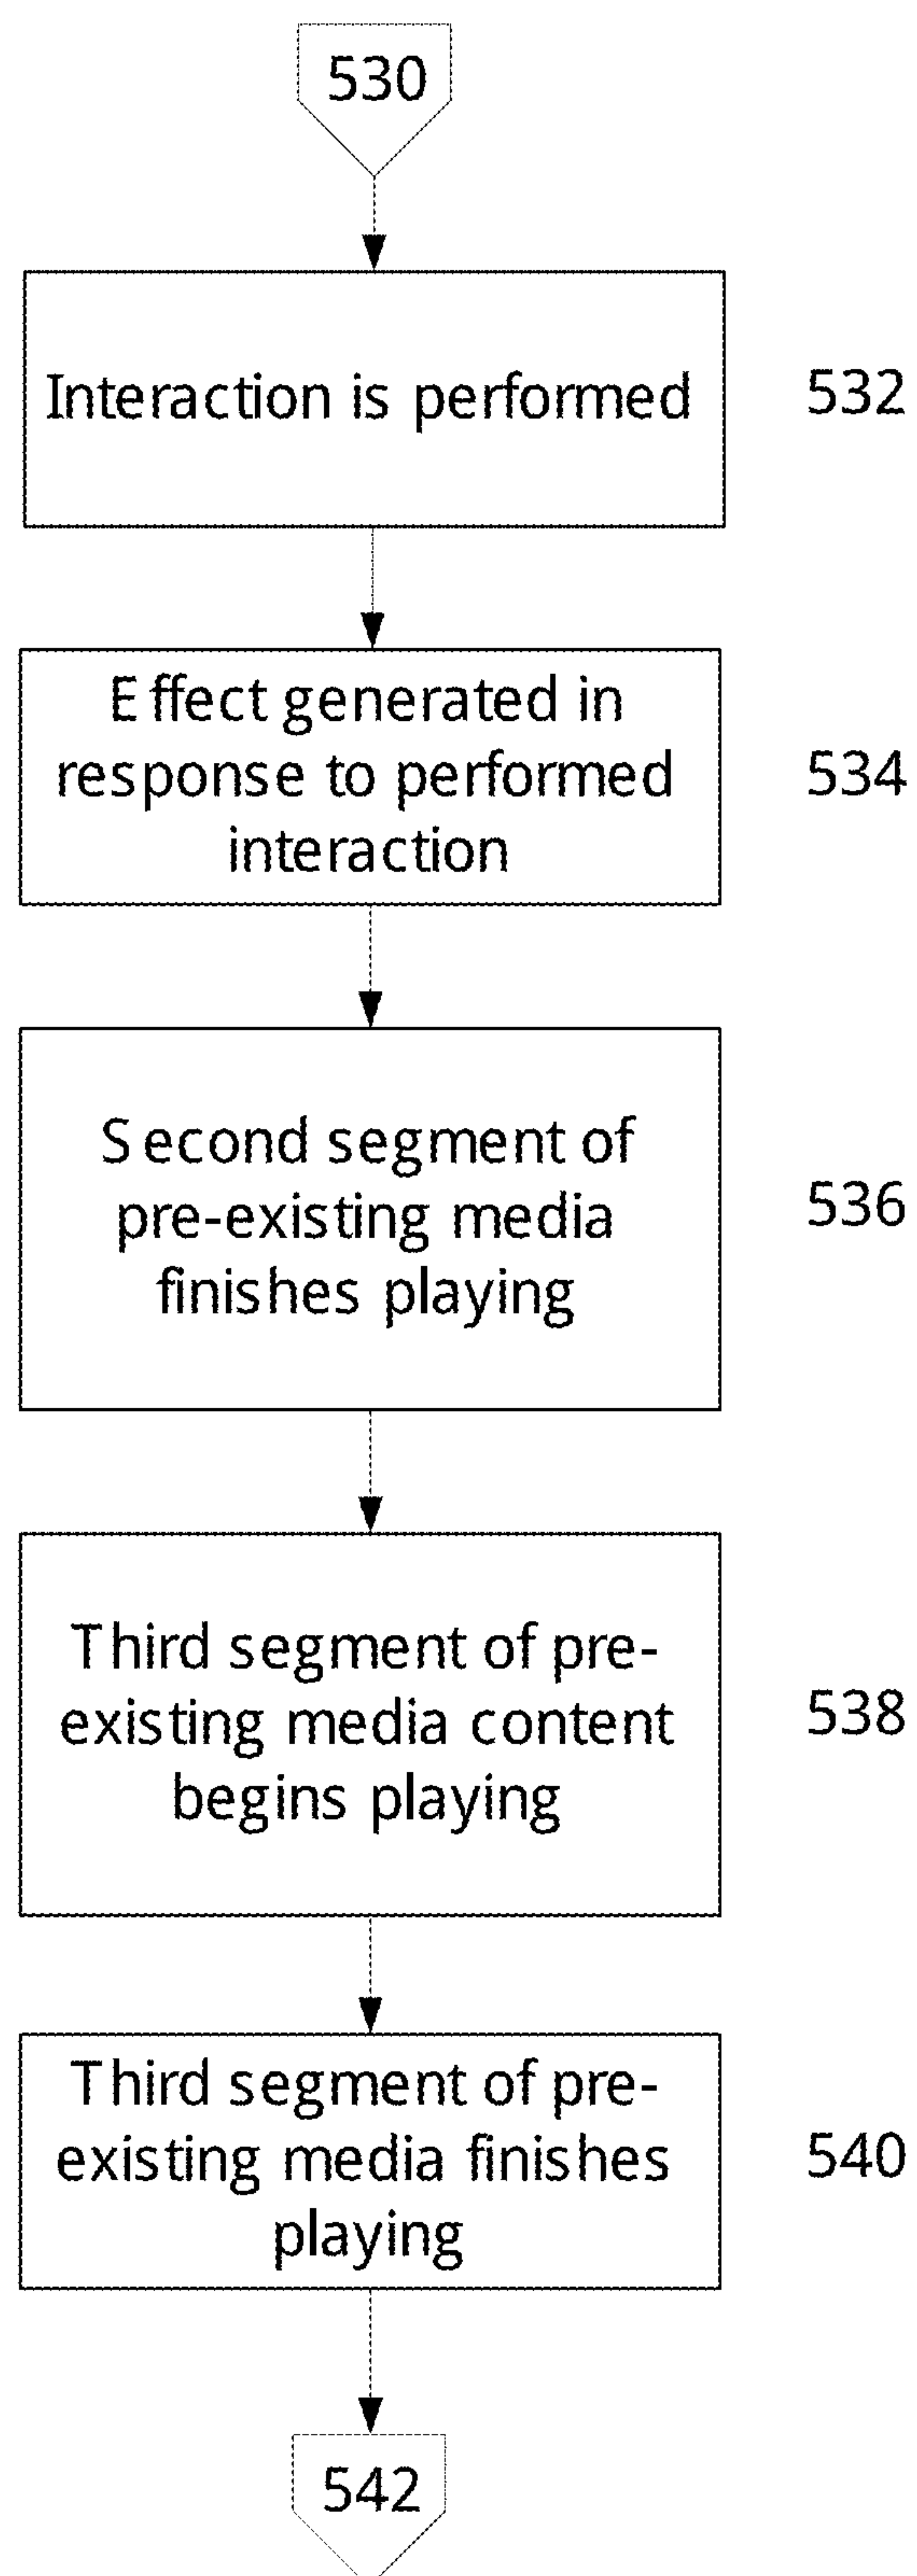 530
Interaction is performed
532
Effect generated in
response to performed
interaction
534
Second segment of
pre-existing media
finishes playing
536
Third segment of pre-
existing media content
begins playing
538
Third segment of pre-
existing media finishes
playing
540
542